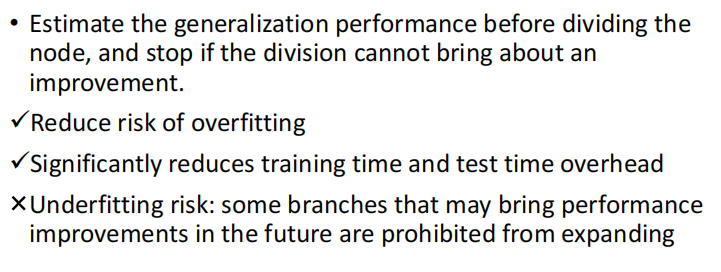 • Estimate the generalization performance before dividing the
node, and stop if the division cannot bring about an
improvement.
✓Reduce risk of overfitting
✓Significantly reduces training time and test time overhead
✕Underfitting risk: some branches that may bring performance
improvements in the future are prohibited from expanding